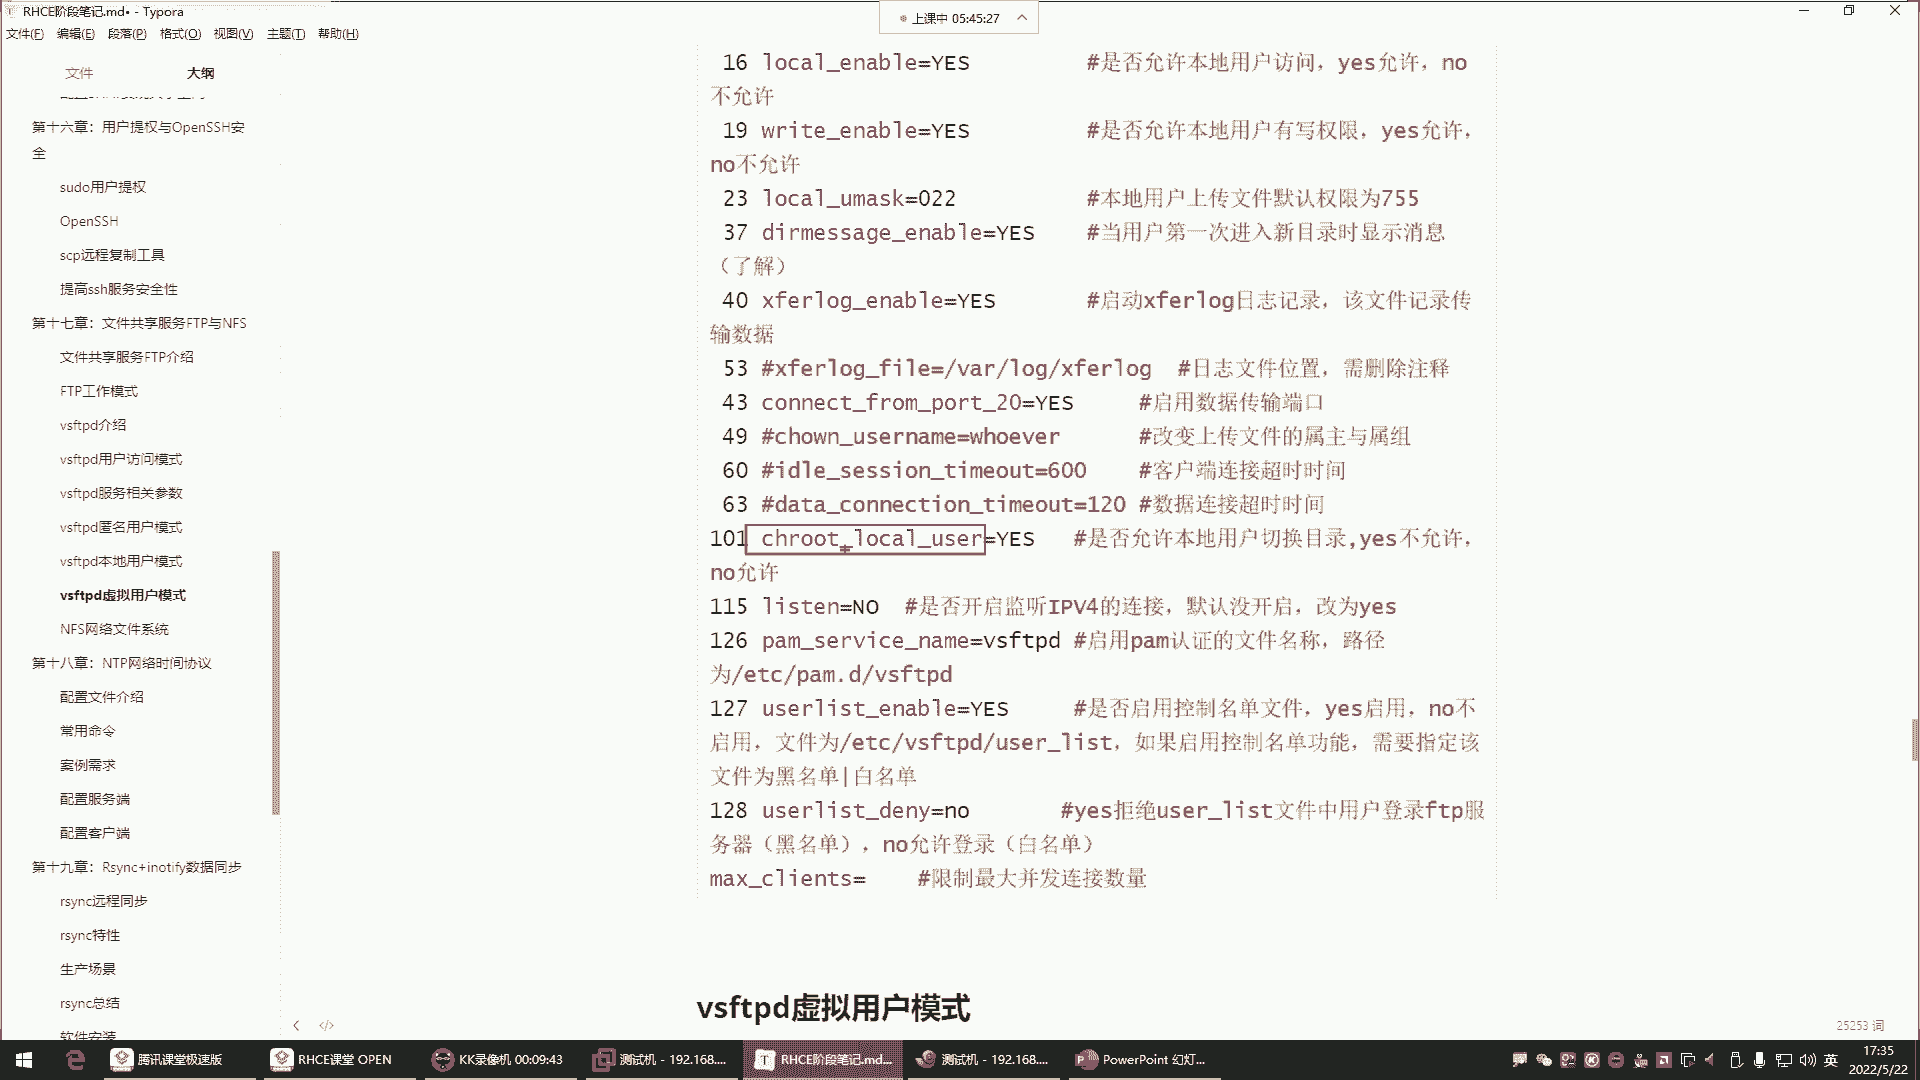 RHCE阶段笔记.md• - Typora
上课中 05:45:27
文件(F) 编辑(E) 段落(P) 格式(O) 视图(V) 主题(T) 帮助(H)
文件 大纲
第十六章：用户提权与OpenSSH安
全
sudo用户提权
OpenSSH
scp远程复制工具
提高ssh服务安全性
第十七章：文件共享服务FTP与NFS
文件共享服务FTP介绍
FTP工作模式
vsftpd介绍
vsftpd用户访问模式
vsftpd服务相关参数
vsftpd匿名用户模式
vsftpd本地用户模式
vsftpd虚拟用户模式
NFS网络文件系统
第十八章：NTP网络时间协议
配置文件介绍
常用命令
案例需求
配置服务端
配置客户端
第十九章：Rsync+inotify数据同步
rsync远程同步
rsync特性
生产场景
rsync总结
软件安装
16 local_enable=YES #是否允许本地用户访问，yes允许，no
不允许
19 write_enable=YES #是否允许本地用户有写权限，yes允许，
no不允许
23 local_umask=022 #本地用户上传文件默认权限为755
37 dirmessage_enable=YES #当用户第一次进入新目录时显示消息
（了解）
40 xferlog_enable=YES #启动xferlog日志记录，该文件记录传
输数据
53 #xferlog_file=/var/log/xferlog #日志文件位置，需删除注释
43 connect_from_port_20=YES #启用数据传输端口
49 #chown_username=whoever #改变上传文件的属主与属组
60 #idle_session_timeout=600 #客户端连接超时时间
63 #data_connection_timeout=120 #数据连接超时时间
101 chroot_local_user=YES #是否允许本地用户切换目录,yes不允许，
no允许
115 listen=NO #是否开启监听IPV4的连接，默认没开启，改为yes
126 pam_service_name=vsftpd #启用pam认证的文件名称，路径
为/etc/pam.d/vsftpd
127 userlist_enable=YES #是否启用控制名单文件，yes启用，no不
启用，文件为/etc/vsftpd/user_list，如果启用控制名单功能，需要指定该
文件为黑名单|白名单
128 userlist_deny=no #yes拒绝user_list文件中用户登录ftp服
务器（黑名单），no允许登录（白名单）
max_clients= #限制最大并发连接数量
vsftpd虚拟用户模式
25253 词
腾讯课堂极速版 RHCE课堂 OPEN KK录像机 00:09:43 测试机 - 192.168.... RHCE阶段笔记.md... 测试机 - 192.168.... PowerPoint 幻灯... 英 17:35
2022/5/22